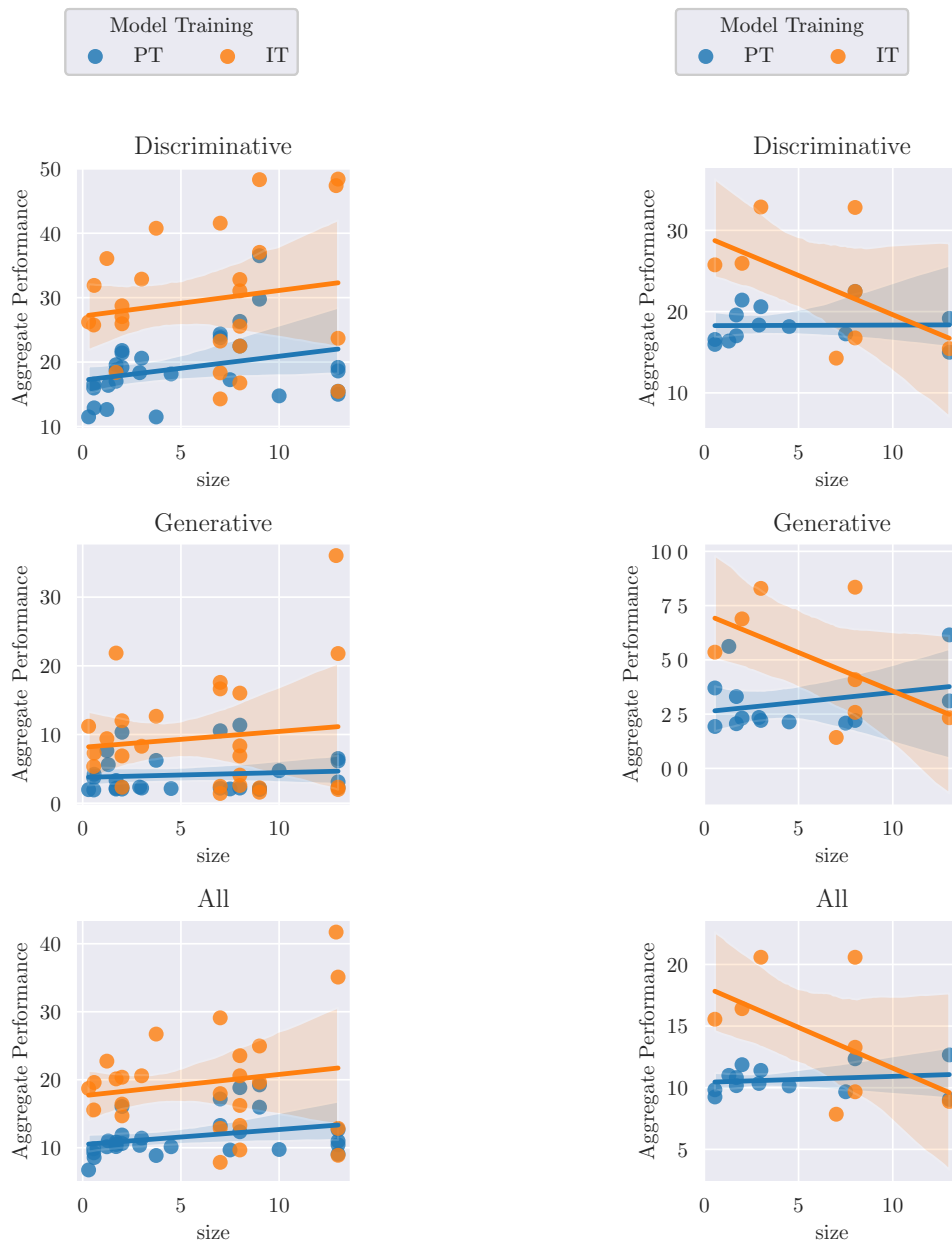 Model Training
PT IT
Discriminative
Aggregate Performance
50
40
30
20
10
0 5 10
size
Generative
Aggregate Performance
30
20
10
0
0 5 10
size
All
Aggregate Performance
40
30
20
10
0 5 10
size
Model Training
PT IT
Discriminative
Aggregate Performance
30
20
10
0 5 10
size
Generative
Aggregate Performance
10 0
7 5
5 0
2 5
0 0
0 5 10
size
All
Aggregate Performance
20
15
10
5
0 5 10
size